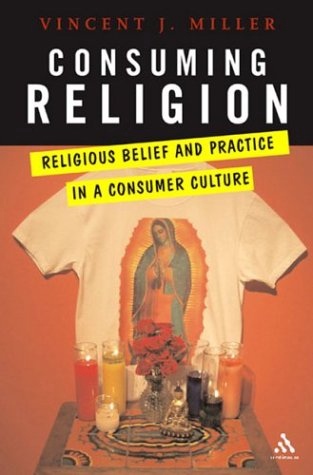 VINCENT J. MILLER
CONSUMING
RELIGION
RELIGIOUS BELIEF AND PRACTICE
IN A CONSUMER CULTURE